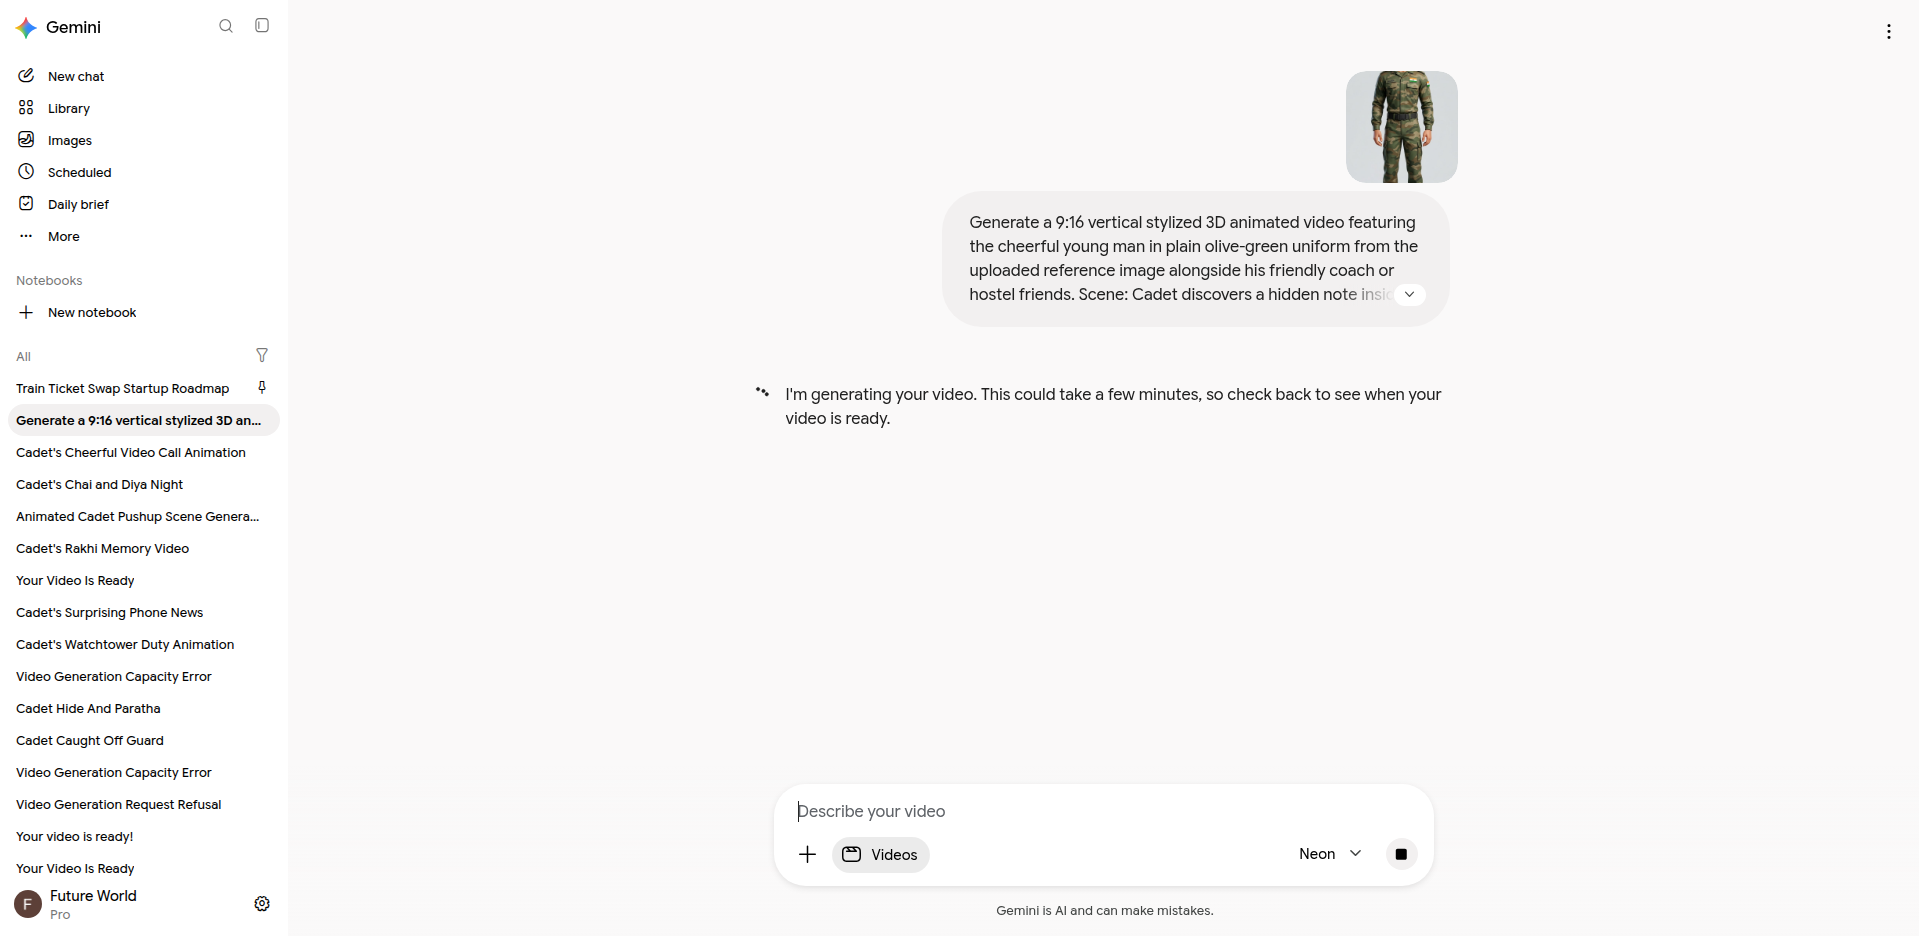 Gemini
New chat
Library
Images
Scheduled
Daily brief
More
Notebooks
New notebook
All
Train Ticket Swap Startup Roadmap
Generate a 9:16 vertical stylized 3D an...
Cadet's Cheerful Video Call Animation
Cadet's Chai and Diya Night
Animated Cadet Pushup Scene Genera...
Cadet's Rakhi Memory Video
Your Video Is Ready
Cadet's Surprising Phone News
Cadet's Watchtower Duty Animation
Video Generation Capacity Error
Cadet Hide And Paratha
Cadet Caught Off Guard
Video Generation Capacity Error
Video Generation Request Refusal
Your video is ready!
Your Video Is Ready
F
Future World
Pro
Generate a 9:16 vertical stylized 3D animated video featuring
the cheerful young man in plain olive-green uniform from the
uploaded reference image alongside his friendly coach or
hostel friends. Scene: Cadet discovers a hidden note
I'm generating your video. This could take a few minutes, so check back to see when your
video is ready.
Describe your video
Videos
Neon
Gemini is AI and can make mistakes.